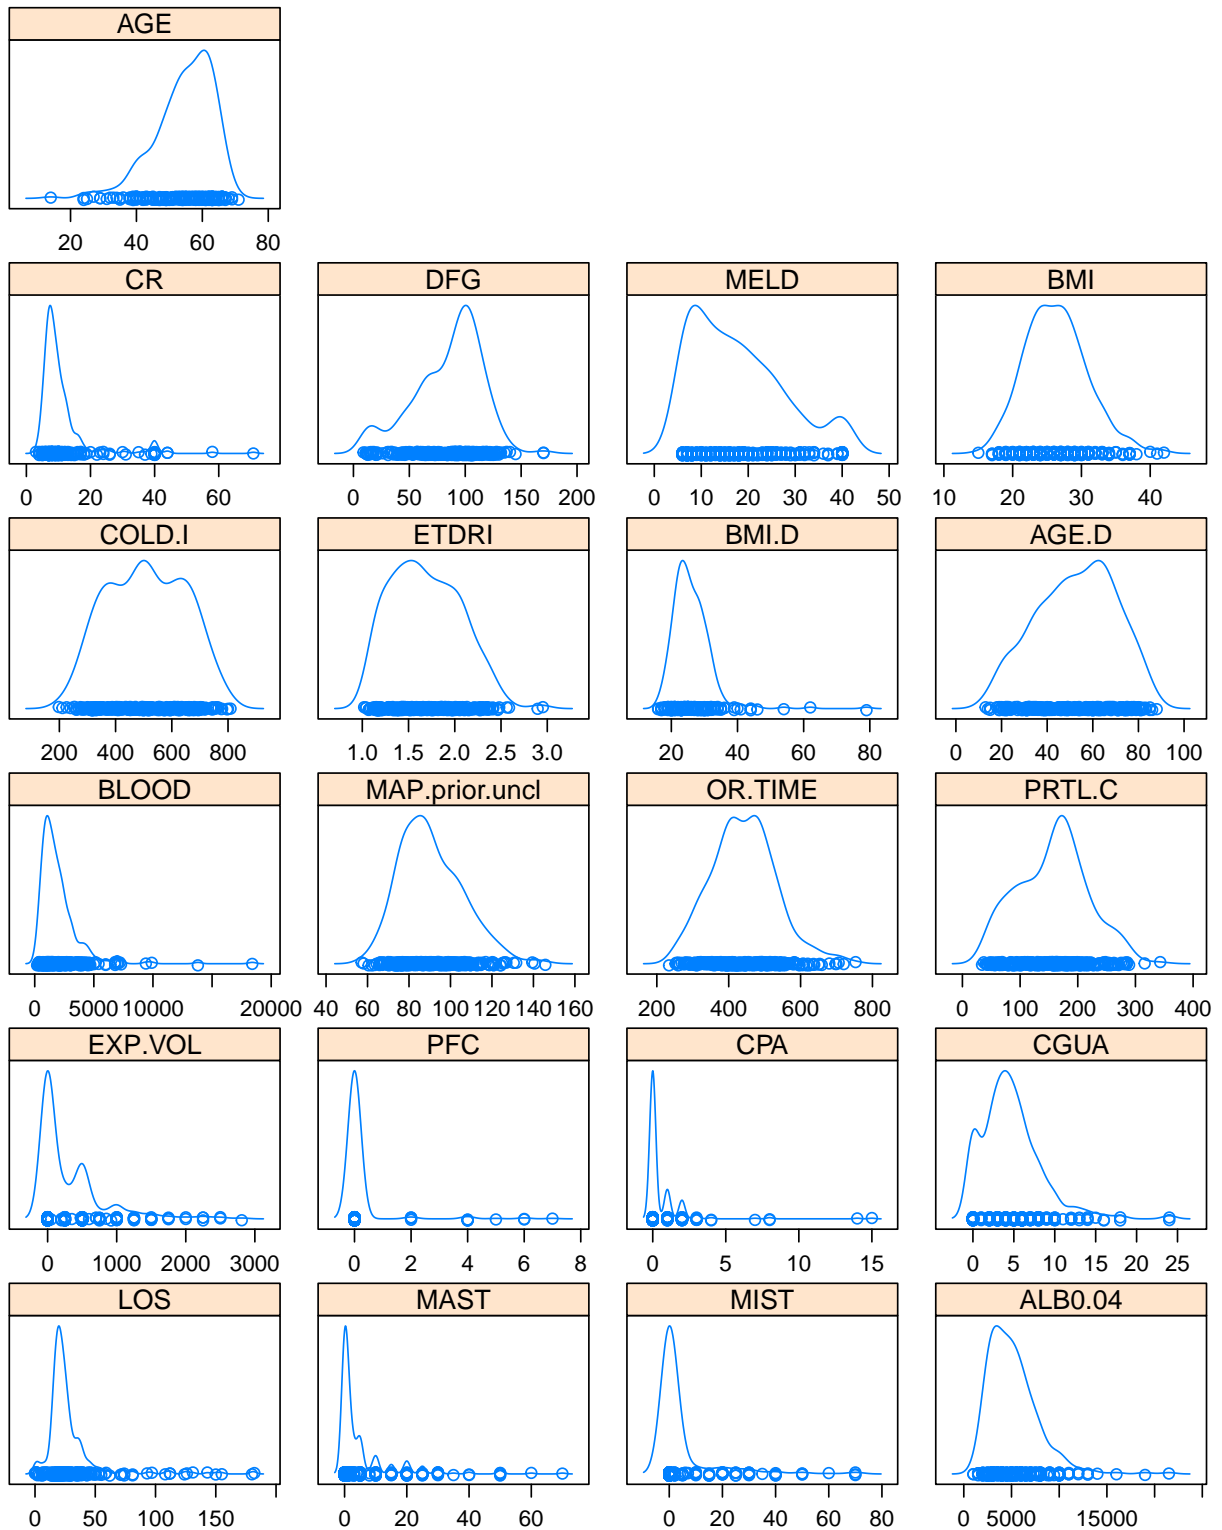 AGE
20 40 60 80
CR DFG MELD BMI
0 20 40 60 0 50 100 150 200 0 10 20 30 40 50 10 20 30 40
COLD.I ETDRI BMI.D AGE.D
200 400 600 800 1.0 1.5 2.0 2.5 3.0 20 40 60 80 0 20 40 60 80 100
BLOOD MAP.prior.uncl OR.TIME PRTL.C
0 5000 10000 20000 40 60 80 100 120 140 160 200 400 600 800 0 100 200 300 400
EXP.VOL PFC CPA CGUA
0 1000 2000 3000 0 2 4 6 8 0 5 10 15 0 5 10 15 20 25
LOS MAST MIST ALB0.04
0 50 100 150 0 20 40 60 0 20 40 60 80 0 5000 15000